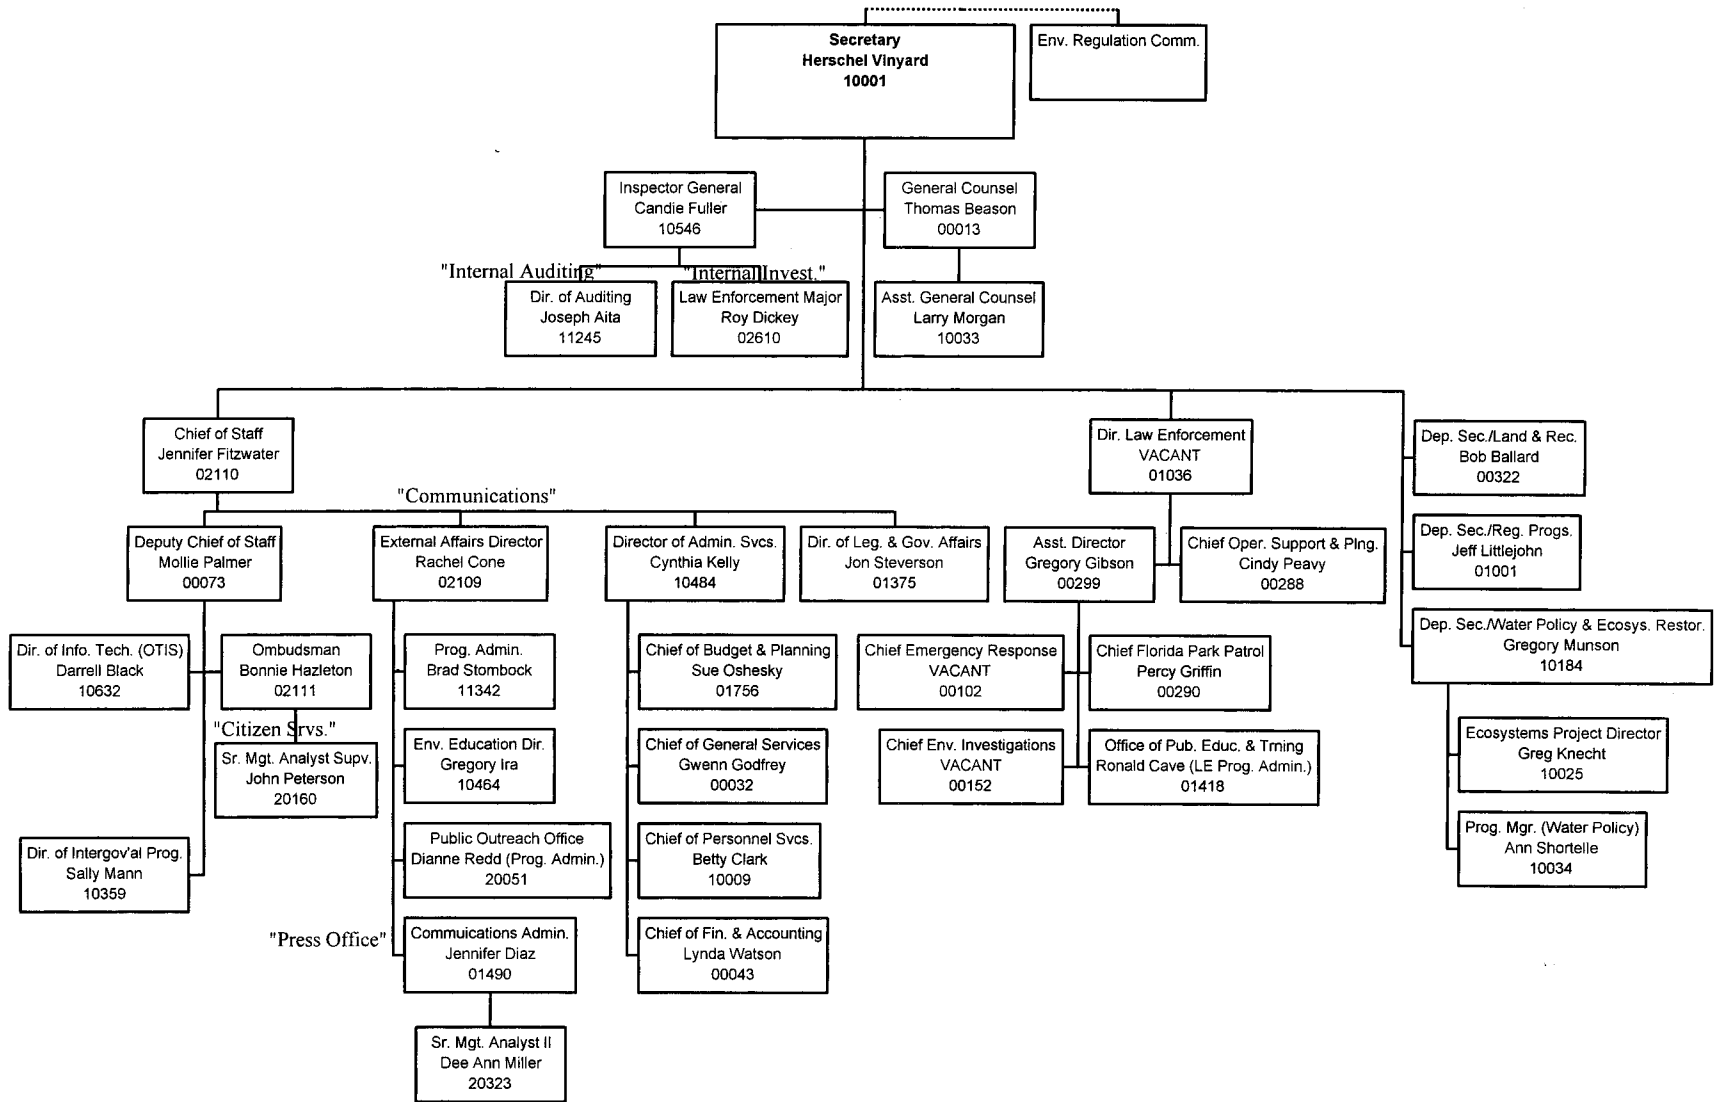 Secretary
Herschel Vinyard
10001
Env. Regulation Comm.
Inspector General
Candie Fuller
10546
General Counsel
Thomas Beason
00013
"Internal Auditing"
"Internal Invest."
Dir. of Auditing
Joseph Aita
11245
Law Enforcement Major
Roy Dickey
02610
Asst. General Counsel
Larry Morgan
10033
Chief of Staff
Jennifer Fitzwater
02110
Dir. Law Enforcement
VACANT
01036
Dep. Sec./Land & Rec.
Bob Ballard
00322
"Communications"
Deputy Chief of Staff
Mollie Palmer
00073
External Affairs Director
Rachel Cone
02109
Director of Admin. Svcs.
Cynthia Kelly
10484
Dir. of Leg. & Gov. Affairs
Jon Steverson
01375
Asst. Director
Gregory Gibson
00299
Chief Oper. Support & Plng.
Cindy Peavy
00288
Dep. Sec./Reg. Progs.
Jeff Littlejohn
01001
Dir. of Info. Tech. (OTIS)
Darrell Black
10632
Ombudsman
Bonnie Hazleton
02111
Prog. Admin.
Brad Stombock
11342
Chief of Budget & Planning
Sue Oshesky
01756
Chief Emergency Response
VACANT
00102
Chief Florida Park Patrol
Percy Griffin
00290
Dep. Sec./Water Policy & Ecosys. Restor.
Gregory Munson
10184
"Citizen Srvs."
Sr. Mgt. Analyst Supv.
John Peterson
20160
Env. Education Dir.
Gregory Ira
10464
Chief of General Services
Gwenn Godfrey
00032
Chief Env. Investigations
VACANT
00152
Office of Pub. Educ. & Trning
Ronald Cave (LE Prog. Admin.)
01418
Ecosystems Project Director
Greg Knecht
10025
Dir. of Intergov'al Prog.
Sally Mann
10359
Public Outreach Office
Dianne Redd (Prog. Admin.)
20051
Chief of Personnel Svcs.
Betty Clark
10009
Prog. Mgr. (Water Policy)
Ann Shortelle
10034
"Press Office"
Commuications Admin.
Jennifer Diaz
01490
Chief of Fin. & Accounting
Lynda Watson
00043
Sr. Mgt. Analyst II
Dee Ann Miller
20323